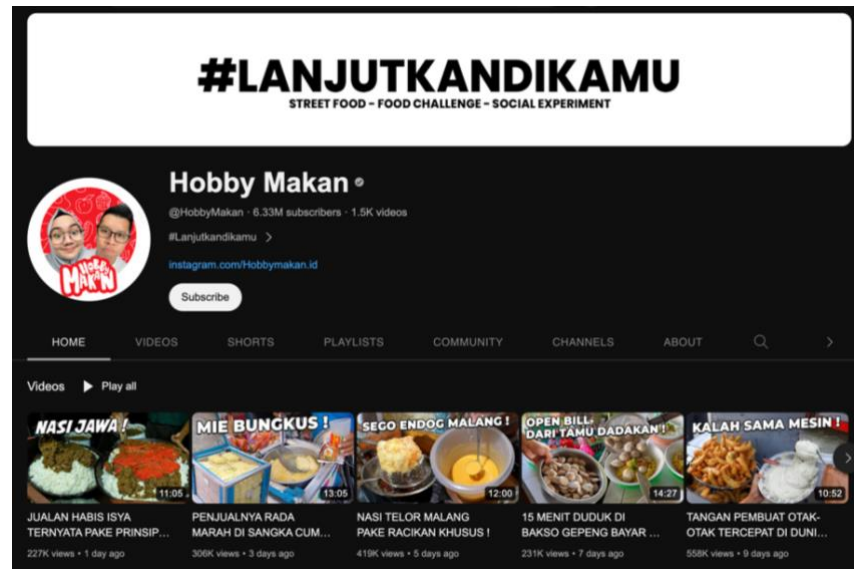 #LANJUTKANDIKAMU
STREET FOOD - FOOD CHALLENGE - SOCIAL EXPERIMENT
Hobby Makan
@HobbyMakan · 6.33M subscribers · 1.5K videos
#Lanjutkandikamu >
instagram.com/Hobbymakan.id
Subscribe
HOBBY
MAKAN
HOME VIDEOS SHORTS PLAYLISTS COMMUNITY CHANNELS ABOUT
Videos Play all
NASI JAWA !
11:05
MIE BUNGKUS !
13:05
SEGO ENDOG MALANG !
12:00
OPEN BILL
DARI TAMU DADAKAN !
14:27
KALAH SAMA MESIN !
10:52
JUALAN HABIS ISYA
TERNYATA PAKE PRINSIP...
227K views • 1 day ago
PENJUALNYA RADA
MARAH DI SANGKA CUM...
306K views • 3 days ago
NASI TELOR MALANG
PAKE RACIKAN KHUSUS !
419K views • 5 days ago
15 MENIT DUDUK DI
BAKSO GEPENG BAYAR ...
231K views • 7 days ago
TANGAN PEMBUAT OTAK-
OTAK TERCEPAT DI DUNI...
558K views • 9 days ago